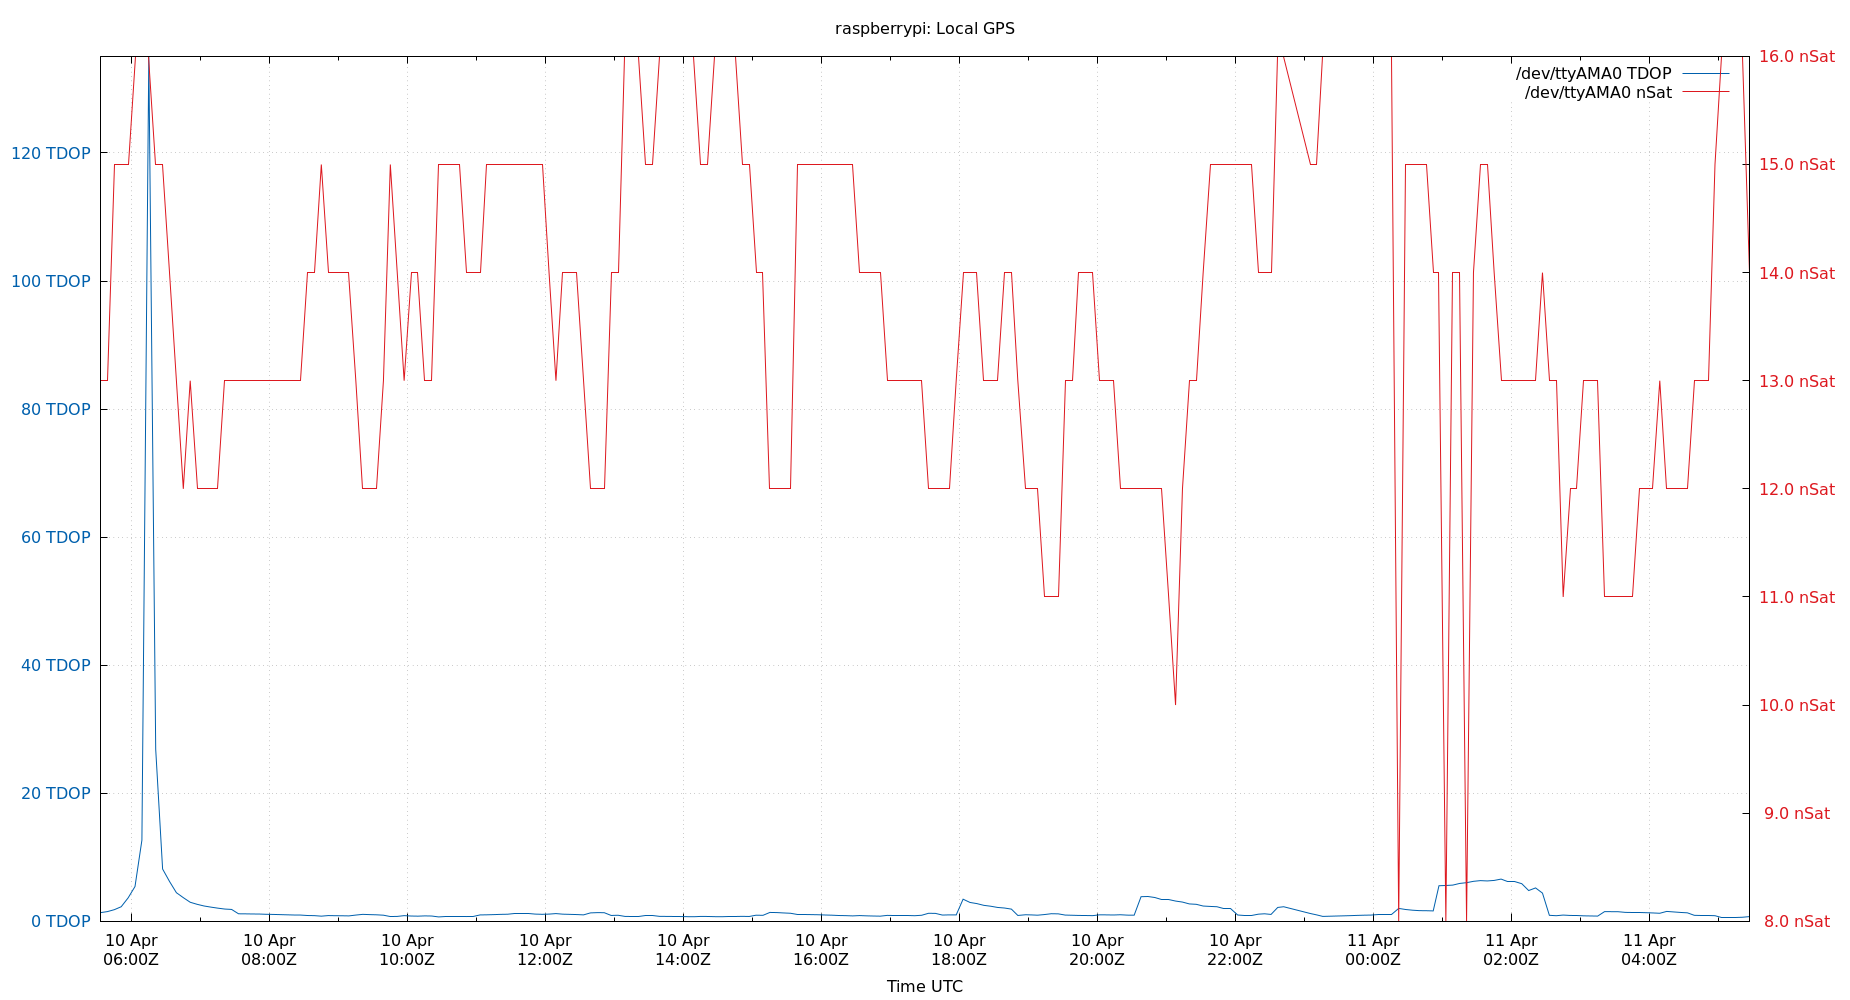 raspberrypi: Local GPS
/dev/ttyAMA0 TDOP
/dev/ttyAMA0 nSat
120 TDOP
100 TDOP
80 TDOP
60 TDOP
40 TDOP
20 TDOP
0 TDOP
16.0 nSat
15.0 nSat
14.0 nSat
13.0 nSat
12.0 nSat
11.0 nSat
10.0 nSat
9.0 nSat
8.0 nSat
10 Apr 10 Apr 10 Apr 10 Apr 10 Apr 10 Apr 10 Apr 10 Apr 10 Apr 11 Apr 11 Apr 11 Apr
06:00Z 08:00Z 10:00Z 12:00Z 14:00Z 16:00Z 18:00Z 20:00Z 22:00Z 00:00Z 02:00Z 04:00Z
Time UTC